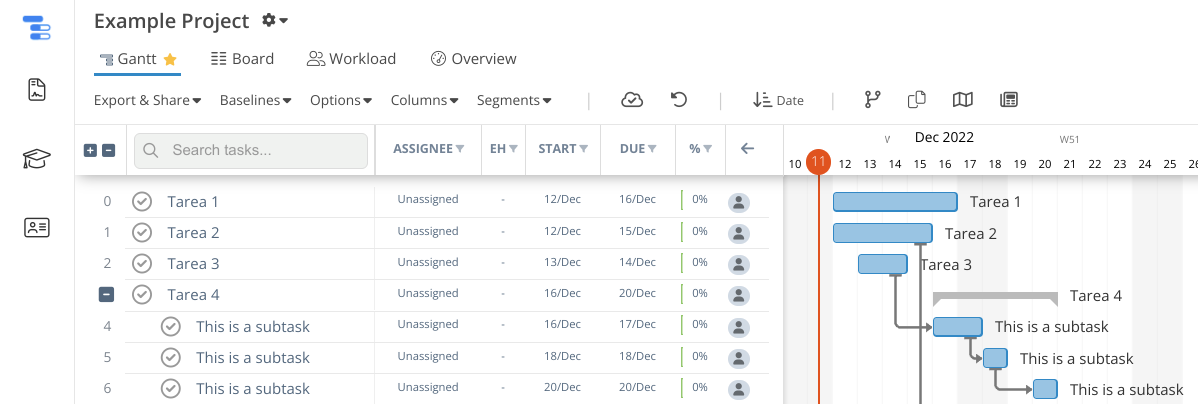 Example Project
Gantt Board Workload Overview
Export & Share Baselines Options Columns Segments Date
V Dec 2022 W51
Search tasks... ASSIGNEE EH START DUE %
10 11 12 13 14 15 16 17 18 19 20 21 22 23 24 25 26
0 Tarea 1 Unassigned - 12/Dec 16/Dec 0% Tarea 1
1 Tarea 2 Unassigned - 12/Dec 15/Dec 0% Tarea 2
2 Tarea 3 Unassigned - 13/Dec 14/Dec 0% Tarea 3
Tarea 4 Unassigned - 16/Dec 20/Dec 0% Tarea 4
4 This is a subtask Unassigned - 16/Dec 17/Dec 0% This is a subtask
5 This is a subtask Unassigned - 18/Dec 18/Dec 0% This is a subtask
6 This is a subtask Unassigned - 20/Dec 20/Dec 0% This is a subtask